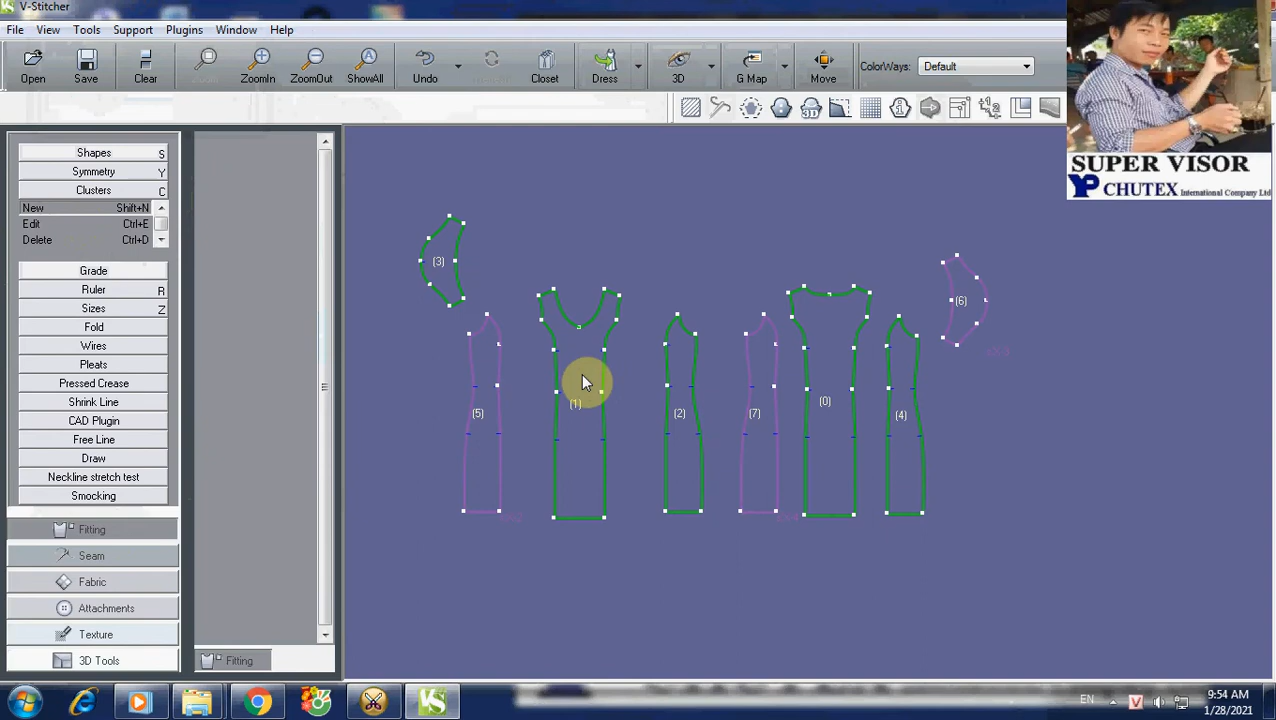 V-Stitcher
File View Tools Support Plugins Window Help
Open Save Clear ZoomIn ZoomOut ShowAll Undo Closet Dress 3D G Map Move ColorWays: Default
SUPER VISOR
CHUTEX International Company Ltd
Shapes S
Symmetry Y
Clusters C
New Shift+N
Edit Ctrl+E
Delete Ctrl+D
Grade
Ruler R
Sizes Z
Fold
Wires
Pleats
Pressed Crease
Shrink Line
CAD Plugin
Free Line
Draw
Neckline stretch test
Smocking
Fitting
Seam
Fabric
Attachments
Texture
3D Tools
Fitting
(3)
(6)
(5) (1) (2) (7) (0) (4)
EN
9:54 AM
1/28/2021